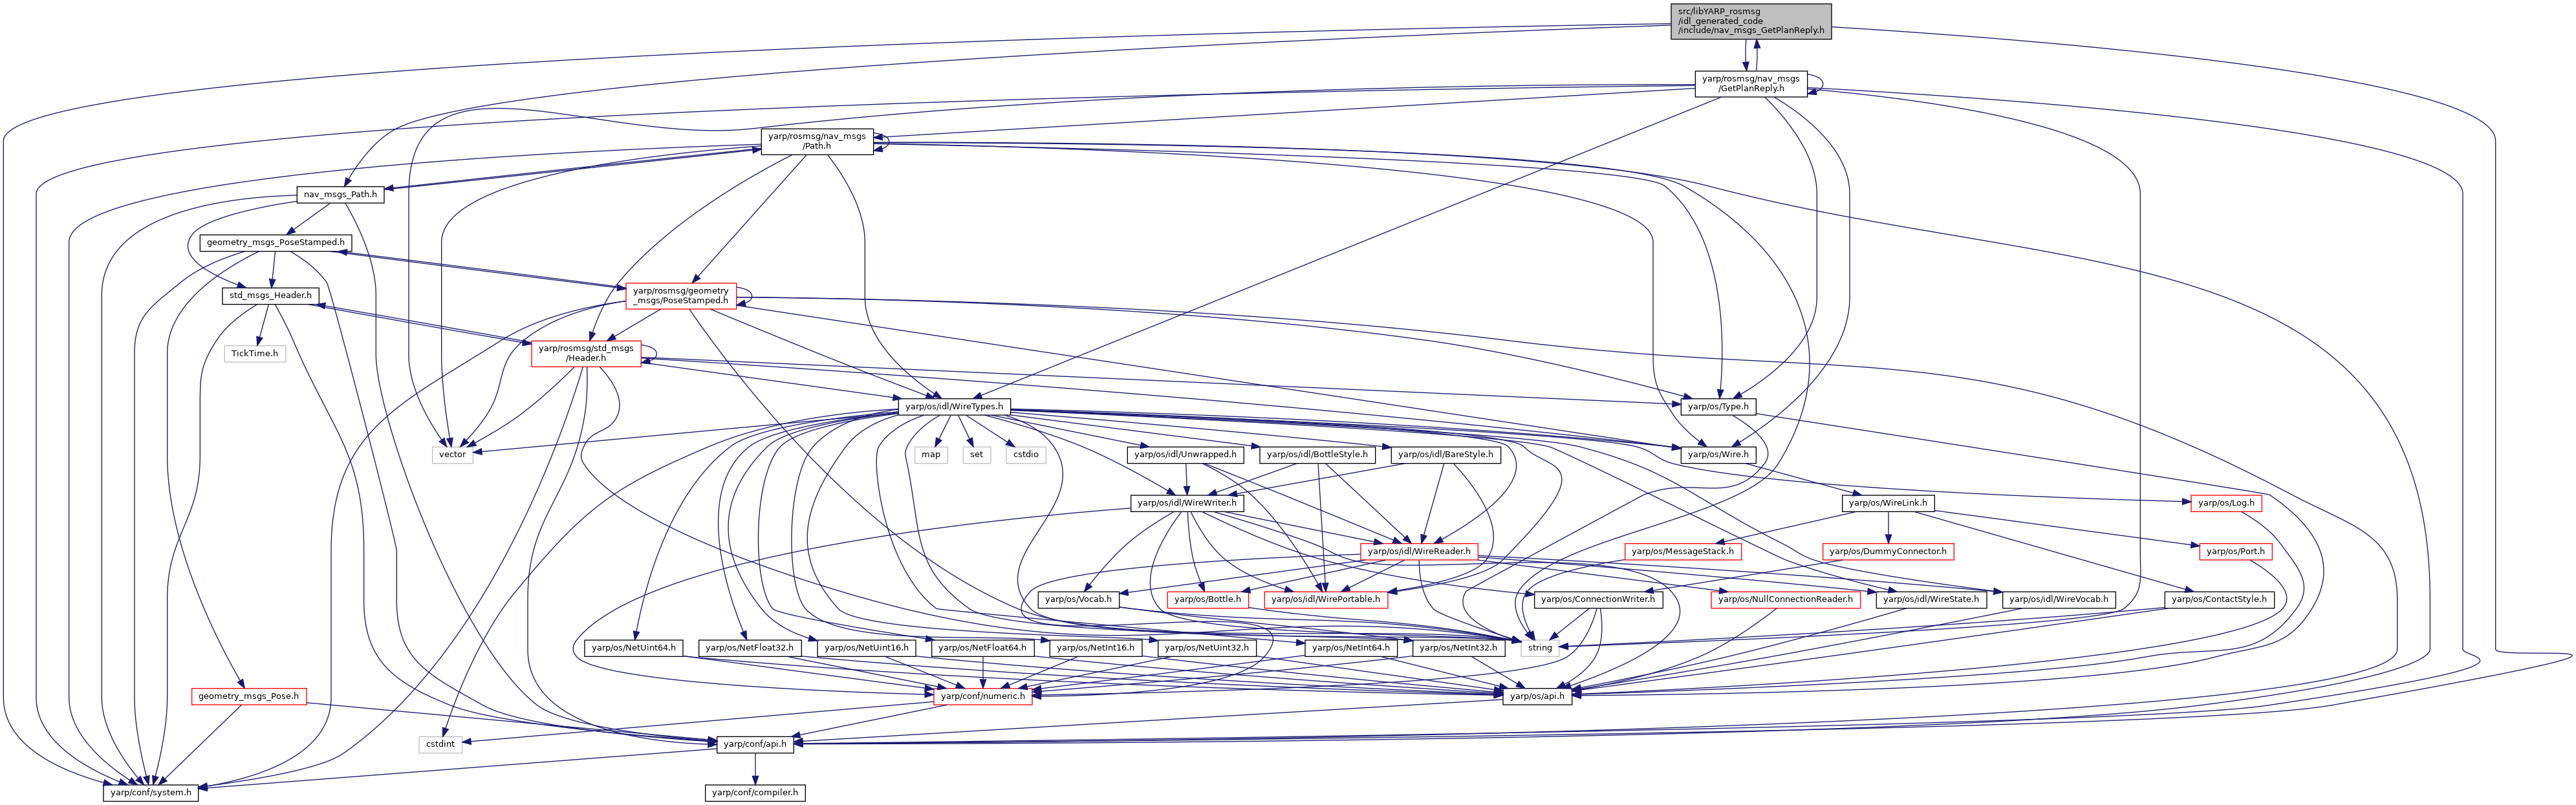 src/libYARP_rosmsg
/idl_generated_code
/include/nav_msgs_GetPlanReply.h
yarp/rosmsg/nav_msgs
/GetPlanReply.h
yarp/rosmsg/nav_msgs
/Path.h
nav_msgs_Path.h
geometry_msgs_PoseStamped.h
std_msgs_Header.h
yarp/rosmsg/geometry
_msgs/PoseStamped.h
TickTime.h
yarp/rosmsg/std_msgs
/Header.h
yarp/os/idl/WireTypes.h
yarp/os/Type.h
vector
map
set
cstdio
yarp/os/idl/Unwrapped.h
yarp/os/idl/BottleStyle.h
yarp/os/idl/BareStyle.h
yarp/os/Wire.h
yarp/os/idl/WireWriter.h
yarp/os/WireLink.h
yarp/os/Log.h
yarp/os/idl/WireReader.h
yarp/os/MessageStack.h
yarp/os/DummyConnector.h
yarp/os/Port.h
yarp/os/Vocab.h
yarp/os/Bottle.h
yarp/os/idl/WirePortable.h
yarp/os/ConnectionWriter.h
yarp/os/NullConnectionReader.h
yarp/os/idl/WireState.h
yarp/os/idl/WireVocab.h
yarp/os/ContactStyle.h
yarp/os/NetUint64.h
yarp/os/NetFloat32.h
yarp/os/NetUint16.h
yarp/os/NetFloat64.h
yarp/os/NetInt16.h
yarp/os/NetUint32.h
yarp/os/NetInt64.h
yarp/os/NetInt32.h
string
geometry_msgs_Pose.h
yarp/conf/numeric.h
yarp/os/api.h
cstdint
yarp/conf/api.h
yarp/conf/system.h
yarp/conf/compiler.h